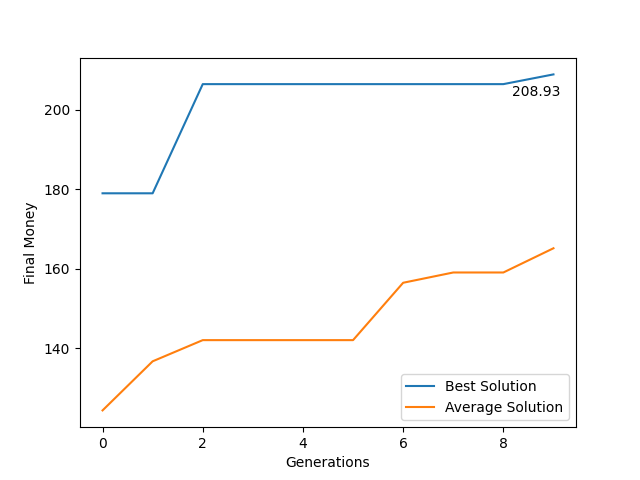 200
180
160
140
Final Money
208.93
Best Solution
Average Solution
0 2 4 6 8
Generations